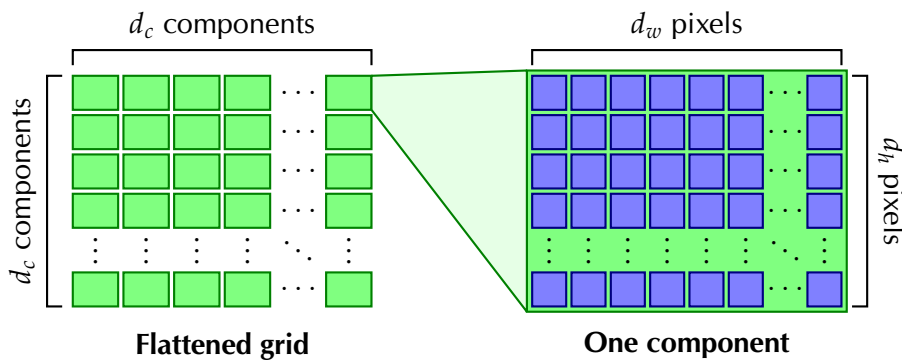 d_c components
d_w pixels
d_c components
d_h pixels
Flattened grid
One component